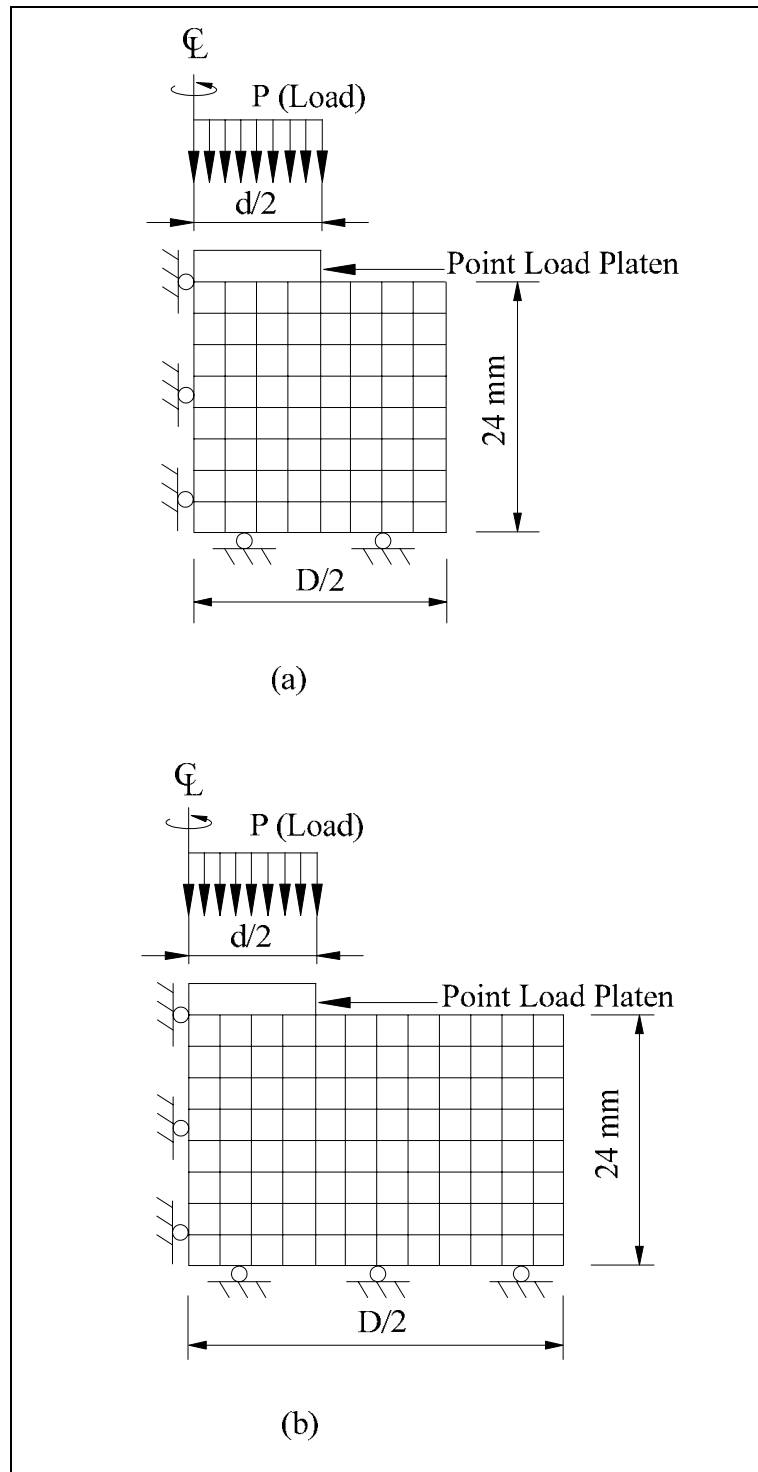 ℄
P (Load)
d/2
Point Load Platen
24 mm
D/2
(a)
℄
P (Load)
d/2
Point Load Platen
24 mm
D/2
(b)